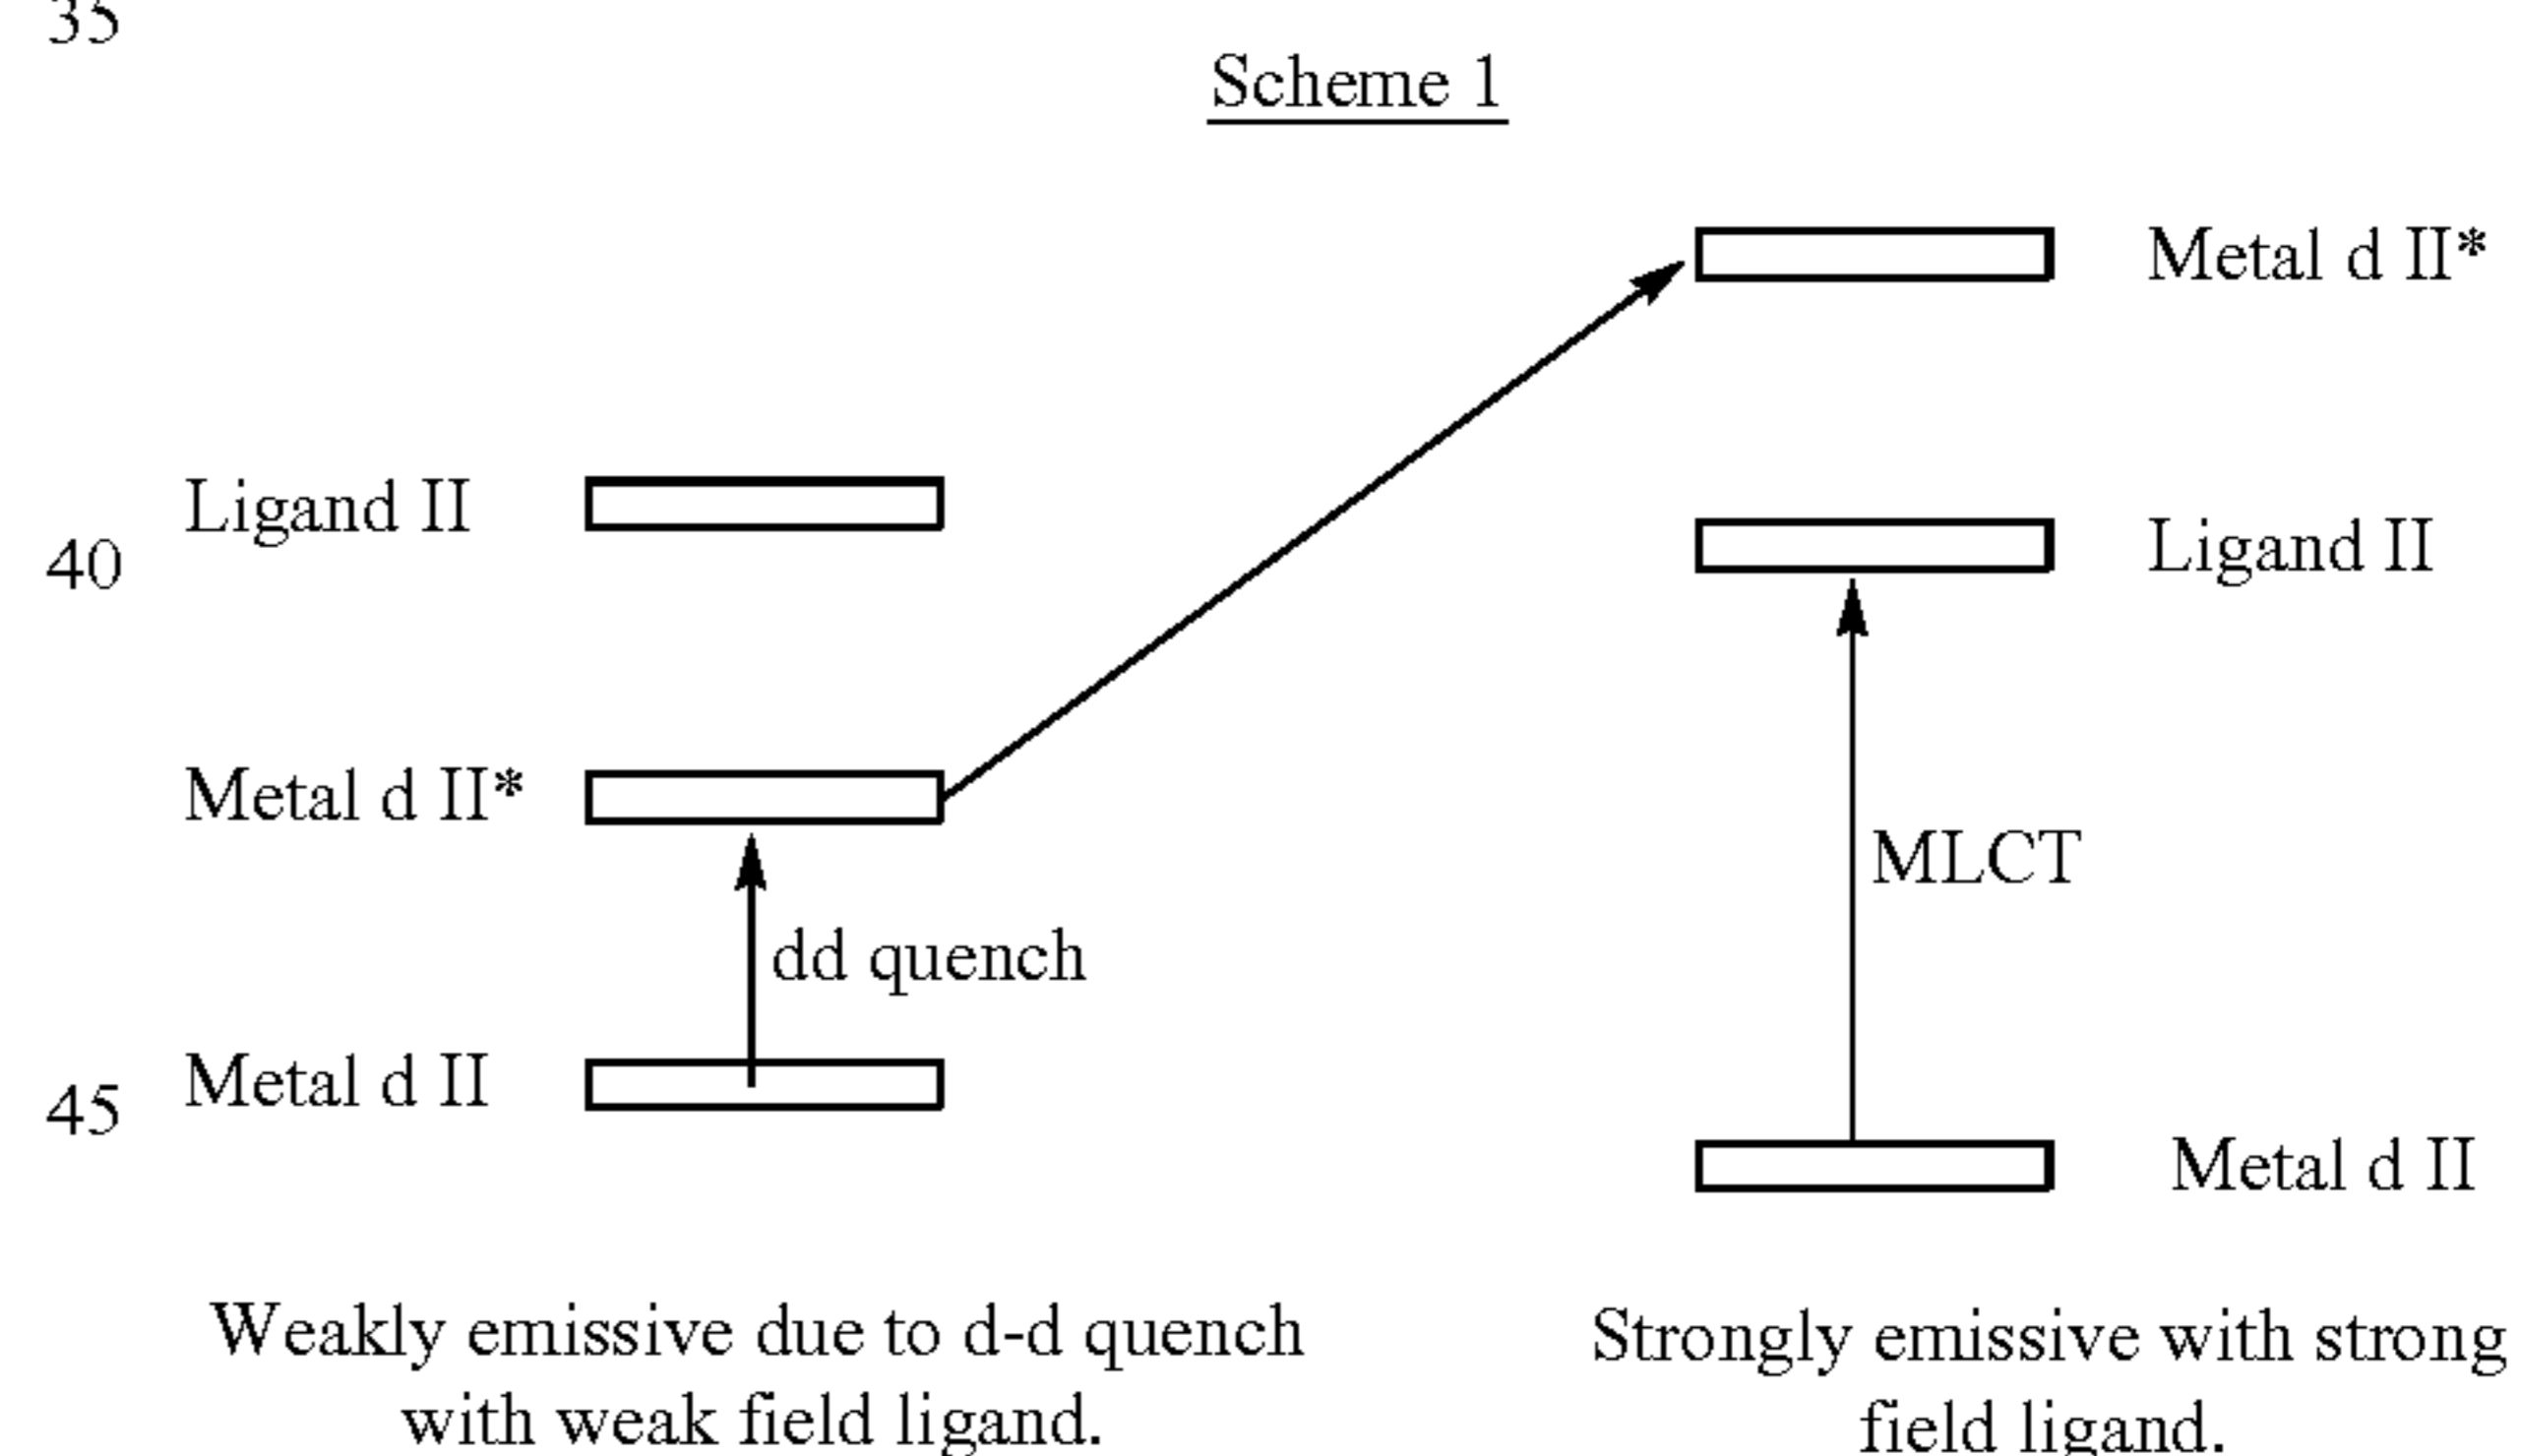 35
Scheme 1
Metal d II*
Ligand II
40
Ligand II
Metal d II*
MLCT
dd quench
Metal d II
45
Metal d II
Weakly emissive due to d-d quench
with weak field ligand.
Strongly emissive with strong
field ligand.